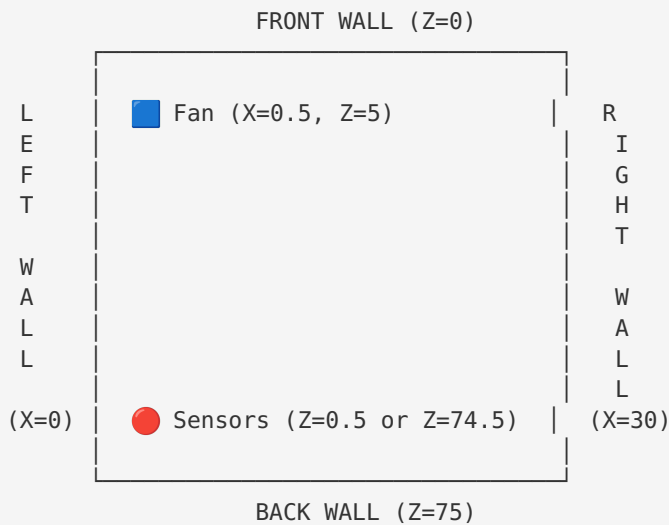 FRONT WALL (Z=0)
L Fan (X=0.5, Z=5) R
E I
F G
T H
T
W
A W
L A
L L
L
(X=0) Sensors (Z=0.5 or Z=74.5) (X=30)
BACK WALL (Z=75)